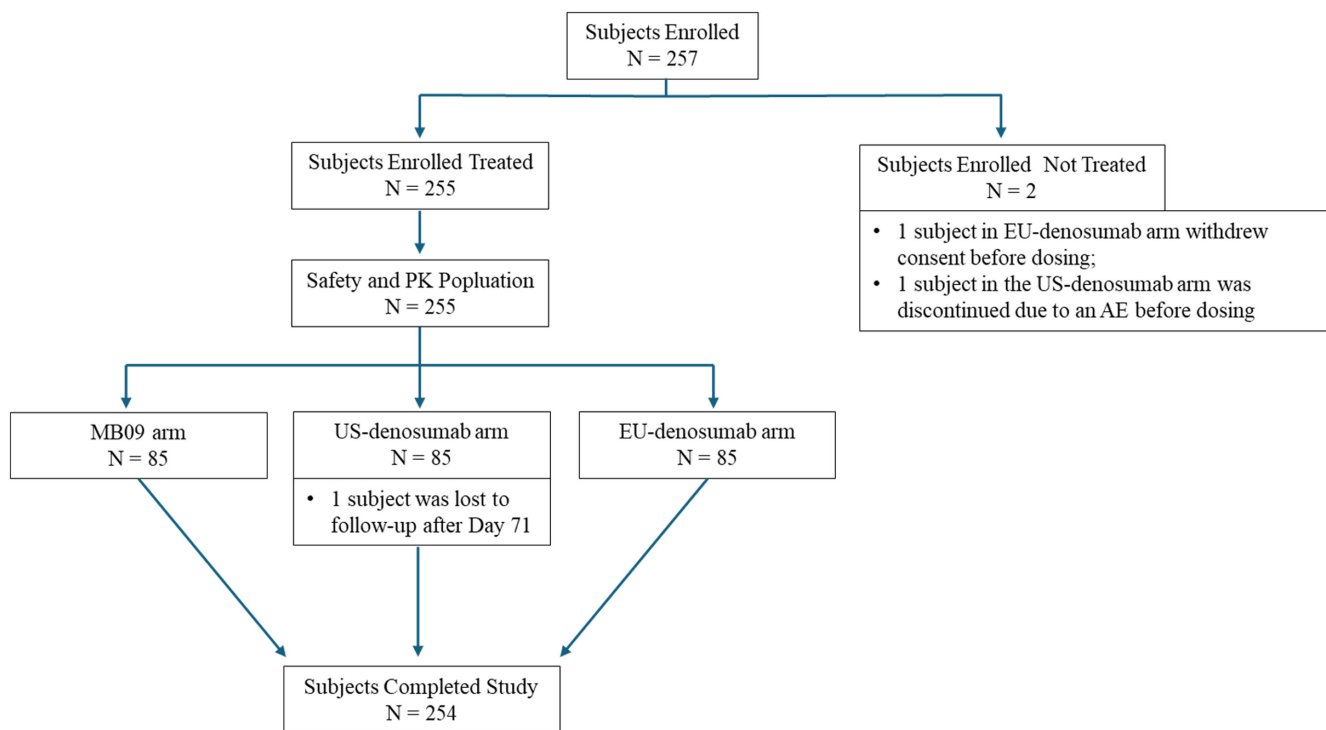 Subjects Enrolled
N = 257
Subjects Enrolled Treated
N = 255
Subjects Enrolled Not Treated
N = 2
• 1 subject in EU-denosumab arm withdrew
consent before dosing;
• 1 subject in the US-denosumab arm was
discontinued due to an AE before dosing
Safety and PK Popluation
N = 255
MB09 arm
N = 85
US-denosumab arm
N = 85
• 1 subject was lost to
follow-up after Day 71
EU-denosumab arm
N = 85
Subjects Completed Study
N = 254